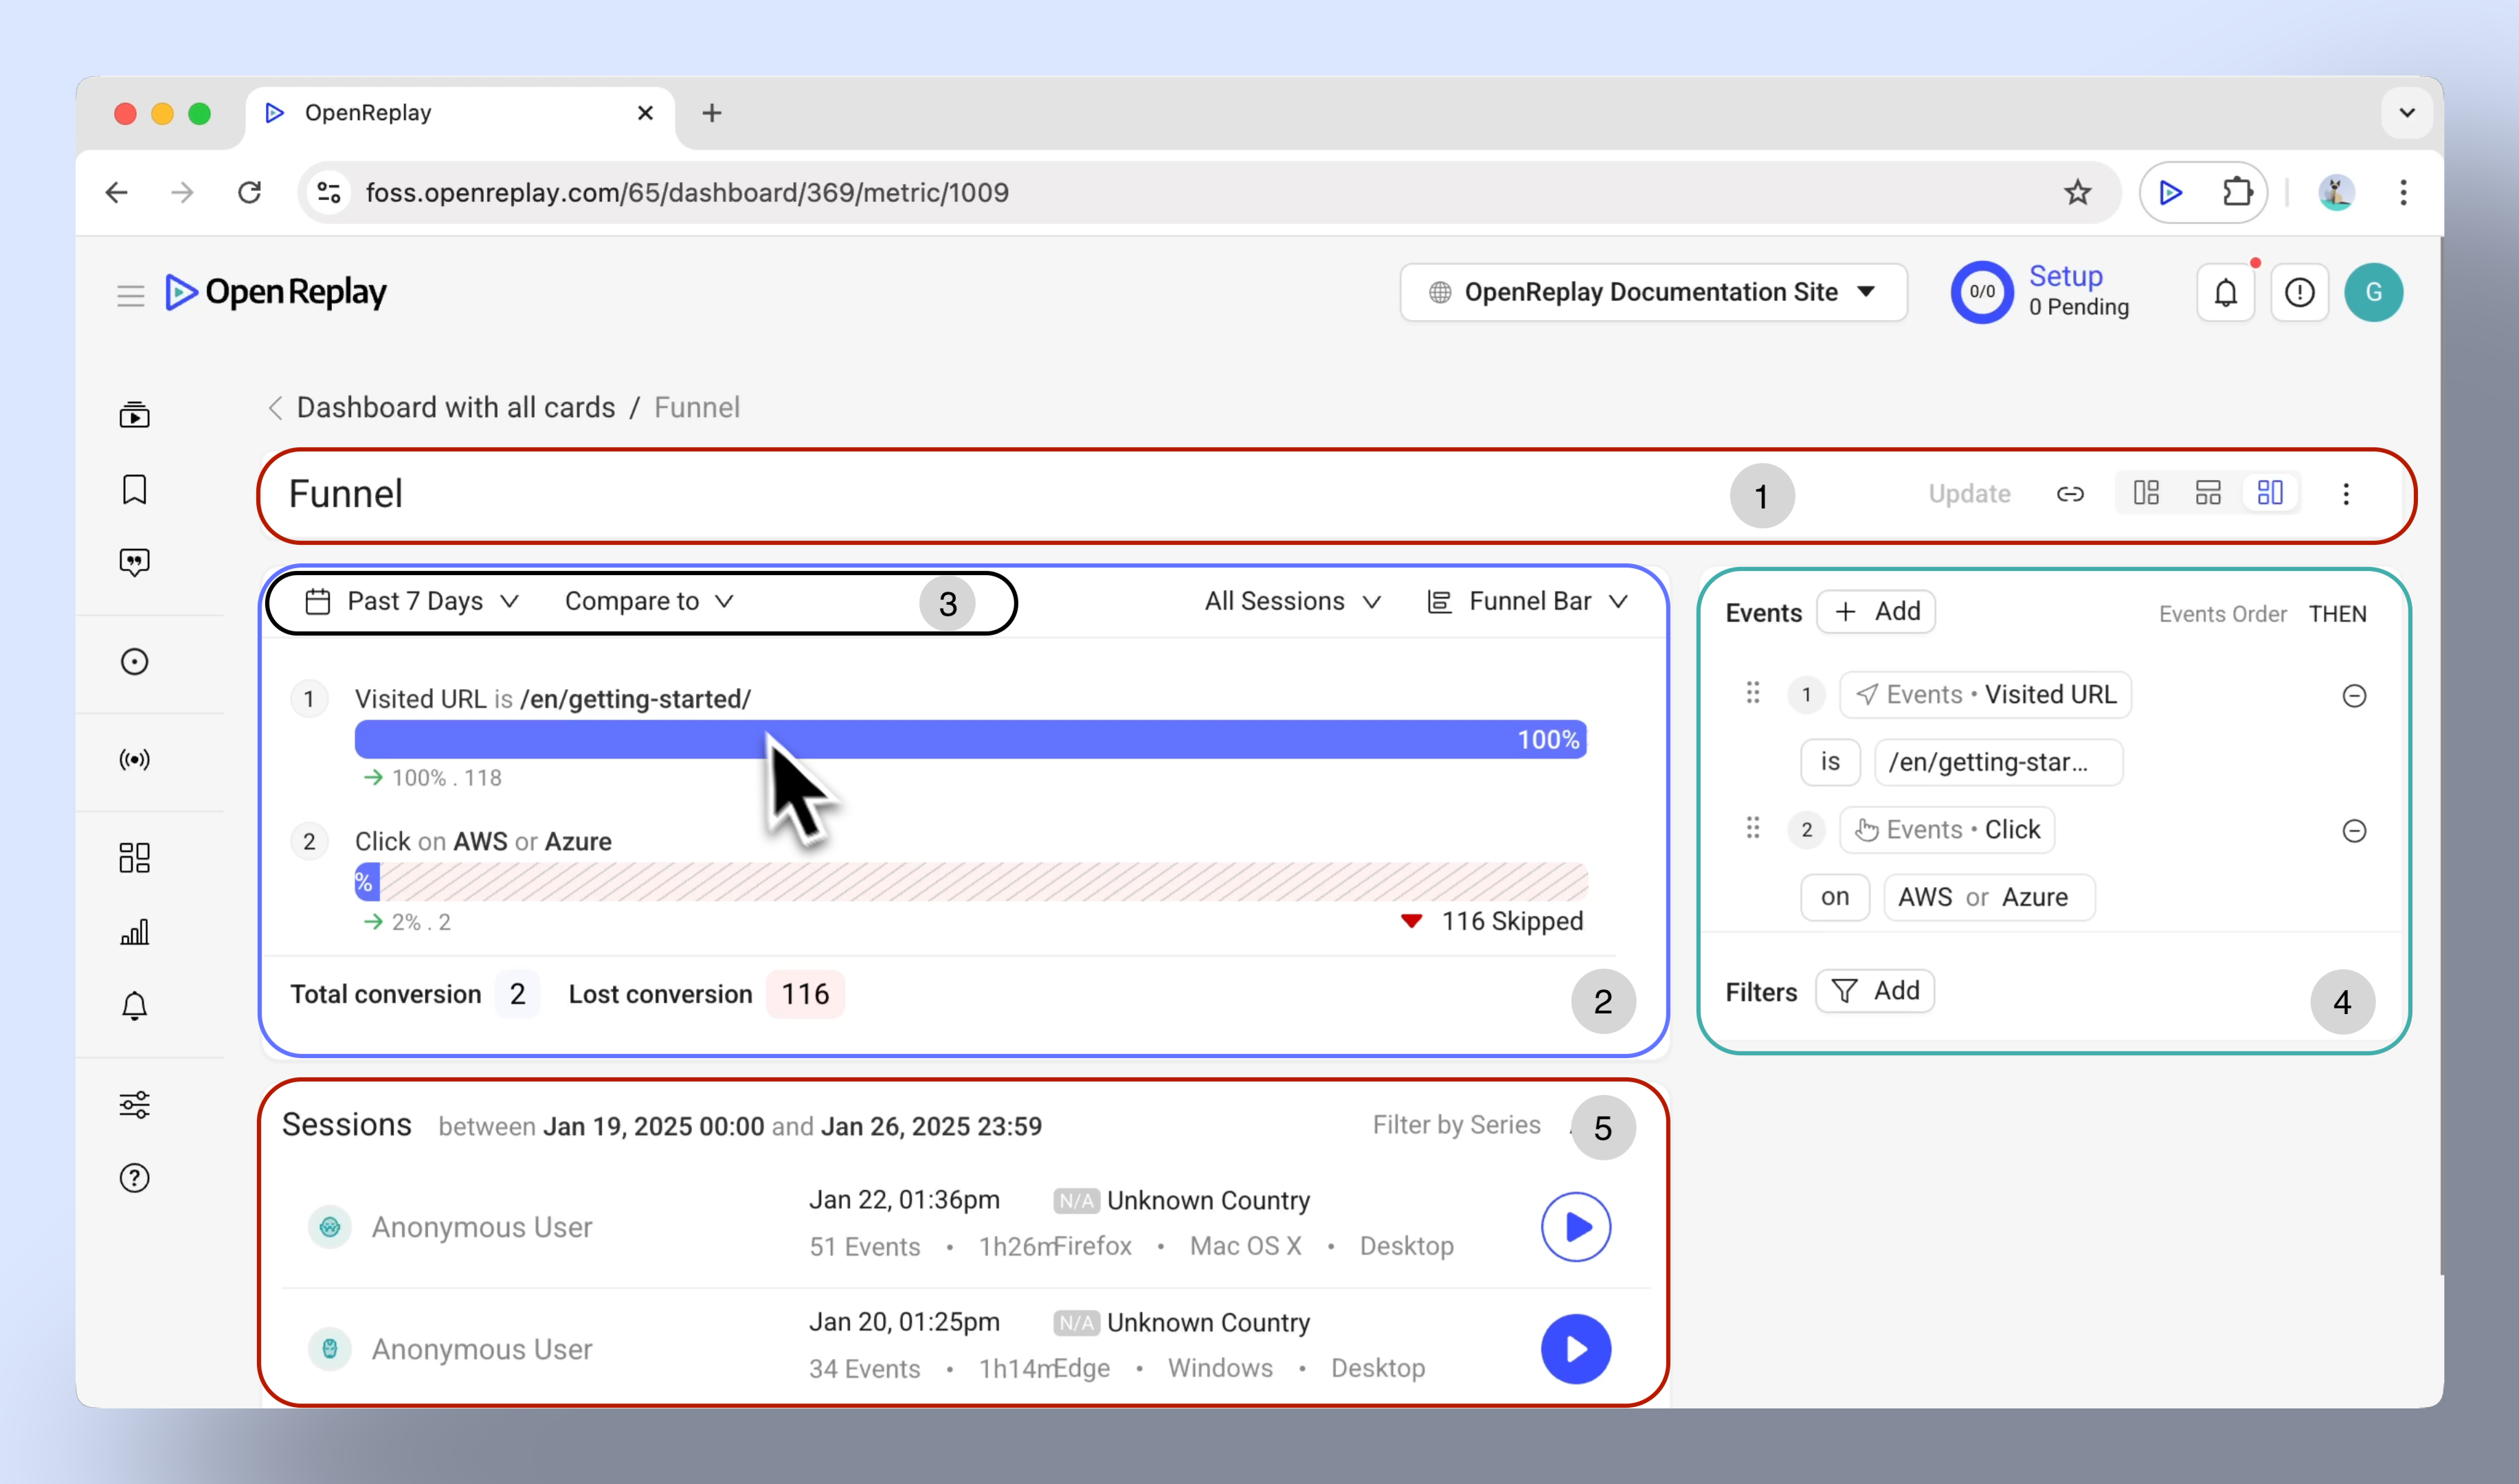 OpenReplay
foss.openreplay.com/65/dashboard/369/metric/1009
OpenReplay
OpenReplay Documentation Site
0/0
Setup
0 Pending
G
Dashboard with all cards / Funnel
Funnel
1
Update
Past 7 Days
Compare to
3
All Sessions
Funnel Bar
1 Visited URL is /en/getting-started/
100%
100% . 118
2 Click on AWS or Azure
%
2% . 2
116 Skipped
Total conversion 2 Lost conversion 116
2
Events + Add
Events Order THEN
1 Events • Visited URL
is /en/getting-star...
2 Events • Click
on AWS or Azure
Filters Add
4
Sessions between Jan 19, 2025 00:00 and Jan 26, 2025 23:59
Filter by Series
5
Anonymous User
Jan 22, 01:36pm
N/A Unknown Country
51 Events • 1h26m
Firefox • Mac OS X • Desktop
Anonymous User
Jan 20, 01:25pm
N/A Unknown Country
34 Events • 1h14m
Edge • Windows • Desktop